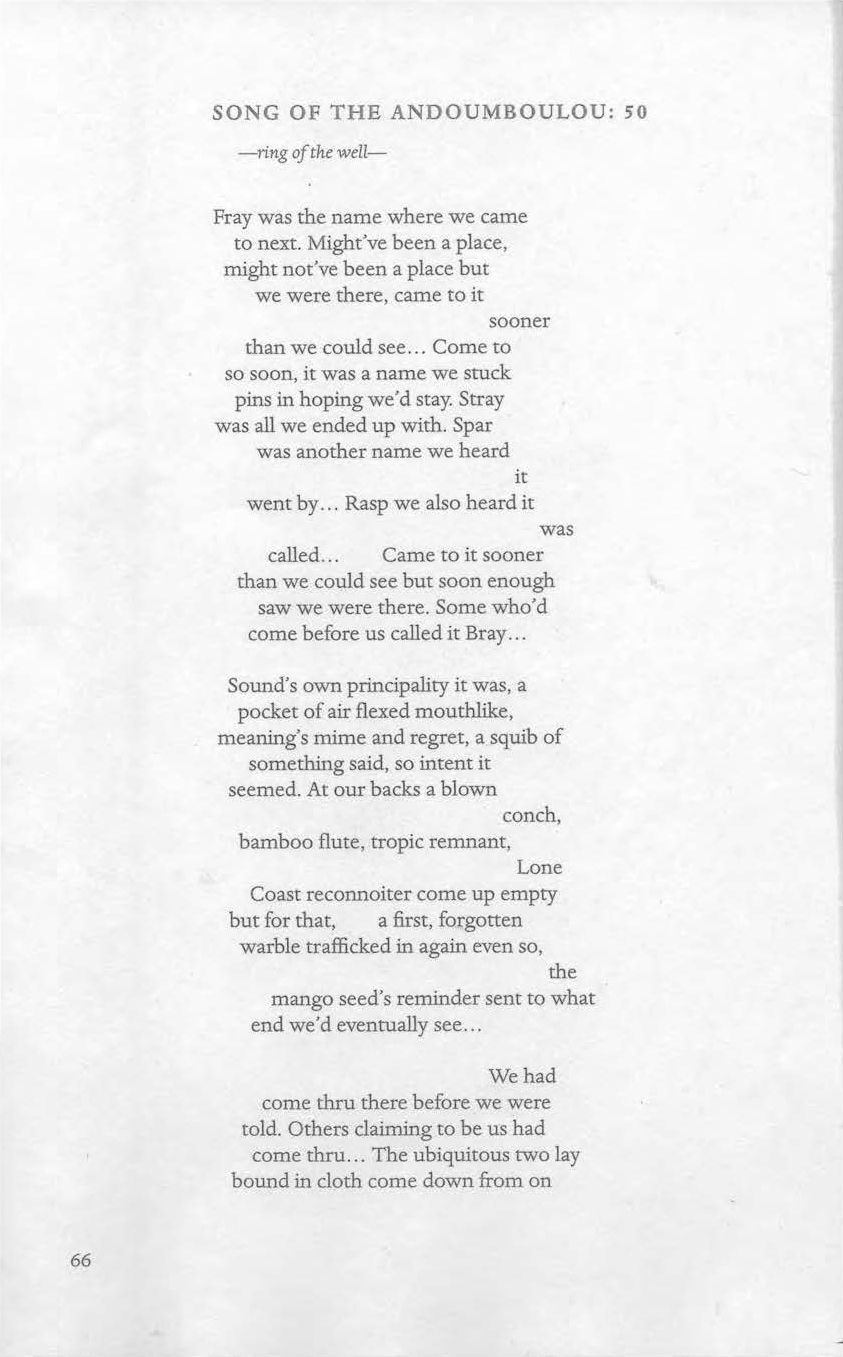 SONG OF THE ANDOUMBOULOU: 50
—ring of the well—
Fray was the name where we came
to next. Might've been a place,
might not've been a place but
we were there, came to it
sooner
than we could see... Come to
so soon, it was a name we stuck
pins in hoping we'd stay. Stray
was all we ended up with. Spar
was another name we heard
it
went by... Rasp we also heard it
was
called... Came to it sooner
than we could see but soon enough
saw we were there. Some who'd
come before us called it Bray...
Sound's own principality it was, a
pocket of air flexed mouthlike,
meaning's mime and regret, a squib of
something said, so intent it
seemed. At our backs a blown
conch,
bamboo flute, tropic remnant,
Lone
Coast reconnoiter come up empty
but for that, a first, forgotten
warble trafficked in again even so,
the
mango seed's reminder sent to what
end we'd eventually see...
We had
come thru there before we were
told. Others claiming to be us had
come thru... The ubiquitous two lay
bound in cloth come down from on
66